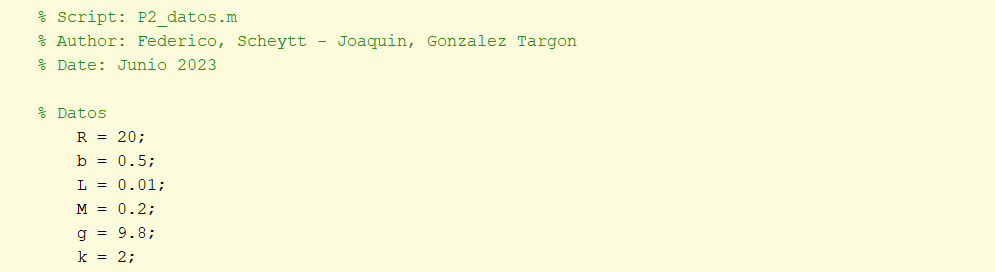 % Script: P2_datos.m
% Author: Federico, Scheytt - Joaquin, Gonzalez Targon
% Date: Junio 2023
% Datos
R = 20;
b = 0.5;
L = 0.01;
M = 0.2;
g = 9.8;
k = 2;